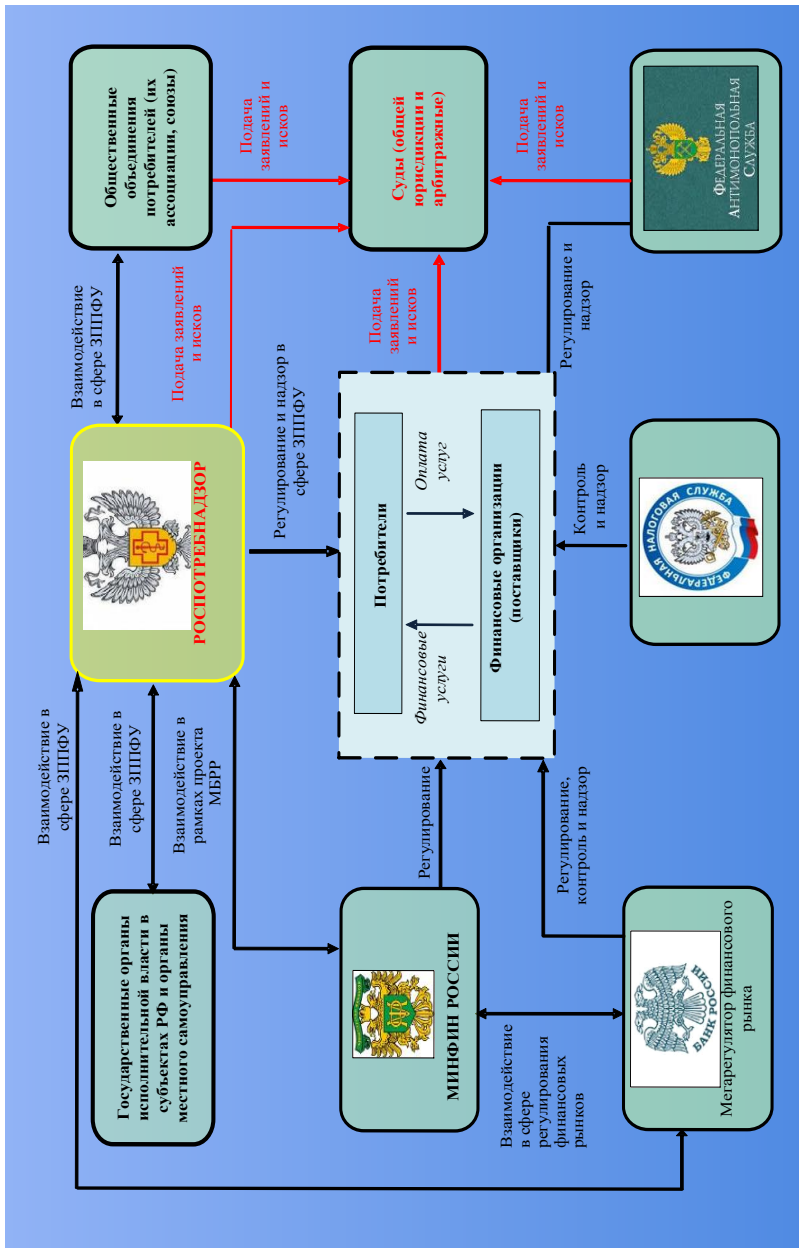 Взаимодействие в
сфере ЗППФУ
Государственные органы
исполнительной власти в
субъектах РФ и органы
местного самоуправления
Взаимодействие в
сфере ЗППФУ
Взаимодействие в
рамках проекта
МБРР
РОСПОТРЕБНАДЗОР
Взаимодействие
в сфере ЗППФУ
Общественные
объединения
потребителей (их
ассоциации, союзы)
Подача заявлений
и исков
Подача
заявлений и
исков
Регулирование и надзор в
сфере ЗППФУ
МИНФИН РОССИИ
Регулирование
Потребители
Финансовые
услуги
Оплата
услуг
Финансовые организации
(поставщики)
Подача
заявлений
и исков
Суды (общей
юрисдикции и
арбитражные)
Взаимодействие
в сфере
регулирования
финансовых
рынков
Регулирование,
контроль и надзор
Контроль
и надзор
Регулирование и
надзор
Подача
заявлений и
исков
БАНК РОССИИ
Мегарегулятор финансового
рынка
ФЕДЕРАЛЬНАЯ НАЛОГОВАЯ СЛУЖБА
ФЕДЕРАЛЬНАЯ
АНТИМОНОПОЛЬНАЯ
СЛУЖБА